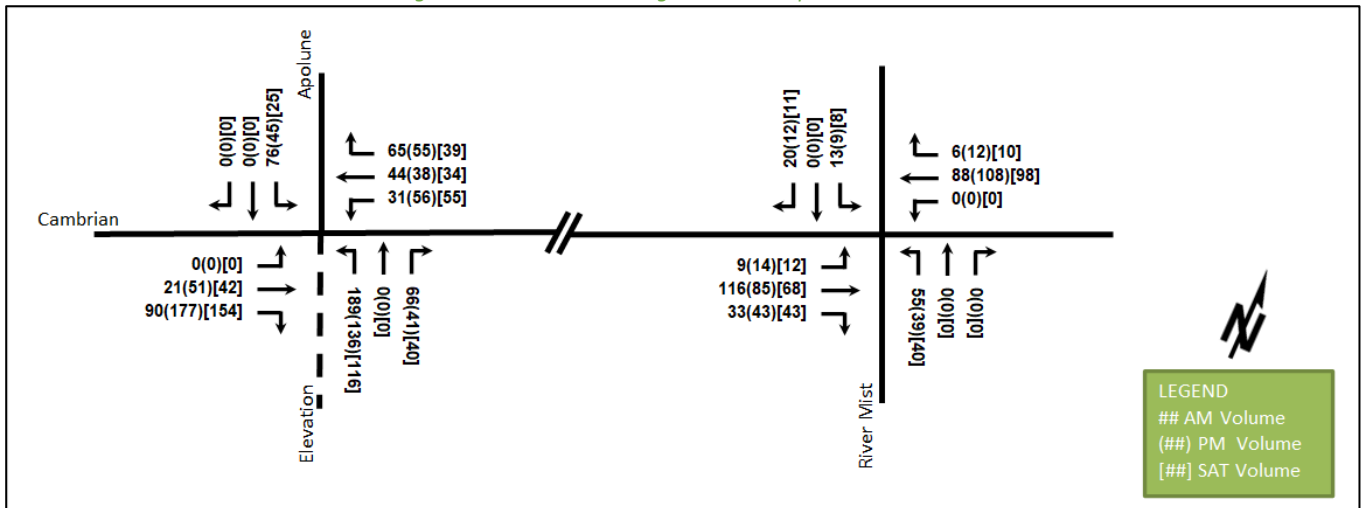 Apolune
0(0)[0]
0(0)[0]
76(45)[25]
65(55)[39]
44(38)[34]
31(56)[55]
Cambrian
0(0)[0]
21(51)[42]
90(177)[154]
189(136)[116]
0(0)[0]
66(41)[40]
Elevation
20(12)[11]
0(0)[0]
13(9)[8]
6(12)[10]
88(108)[98]
0(0)[0]
9(14)[12]
116(85)[68]
33(43)[43]
55(39)[40]
0(0)[0]
0(0)[0]
River Mist
N
LEGEND
## AM Volume
(##) PM Volume
[##] SAT Volume